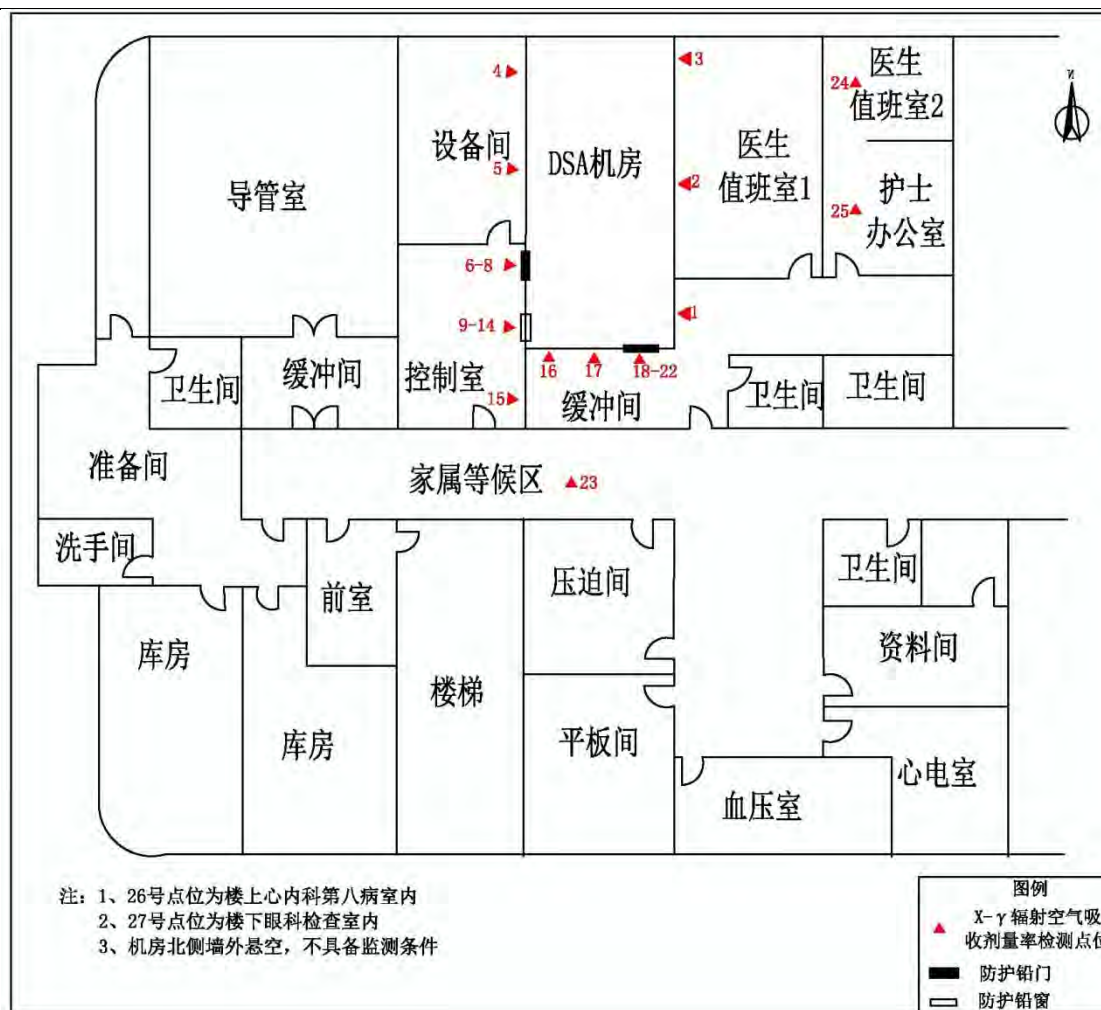 N
4
3
24
医生
值班室2
设备间
5
DSA机房
医生
值班室1
2
导管室
25
护士
办公室
6-8
1
9-14
卫生间
缓冲间
控制室
15
16
17
18-22
缓冲间
卫生间
卫生间
准备间
家属等候区
23
洗手间
前室
压迫间
卫生间
库房
资料间
楼梯
库房
平板间
心电室
血压室
注：1、26号点位为楼上心内科第八病室内
2、27号点位为楼下眼科检查室内
3、机房北侧墙外悬空，不具备监测条件
图例
X-γ辐射空气吸
收剂量率检测点位
防护铅门
防护铅窗